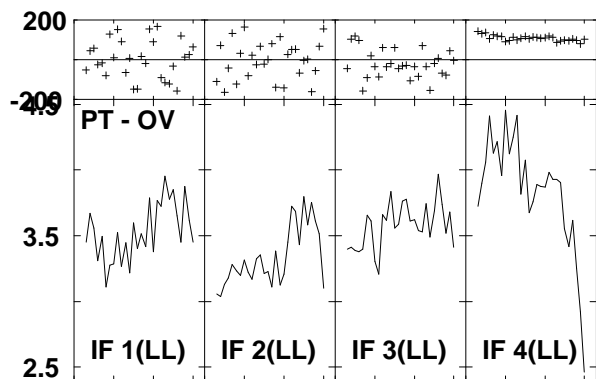 200
-200
4.5
PT - OV
3.5
IF 1(LL) IF 2(LL) IF 3(LL) IF 4(LL)
2.5